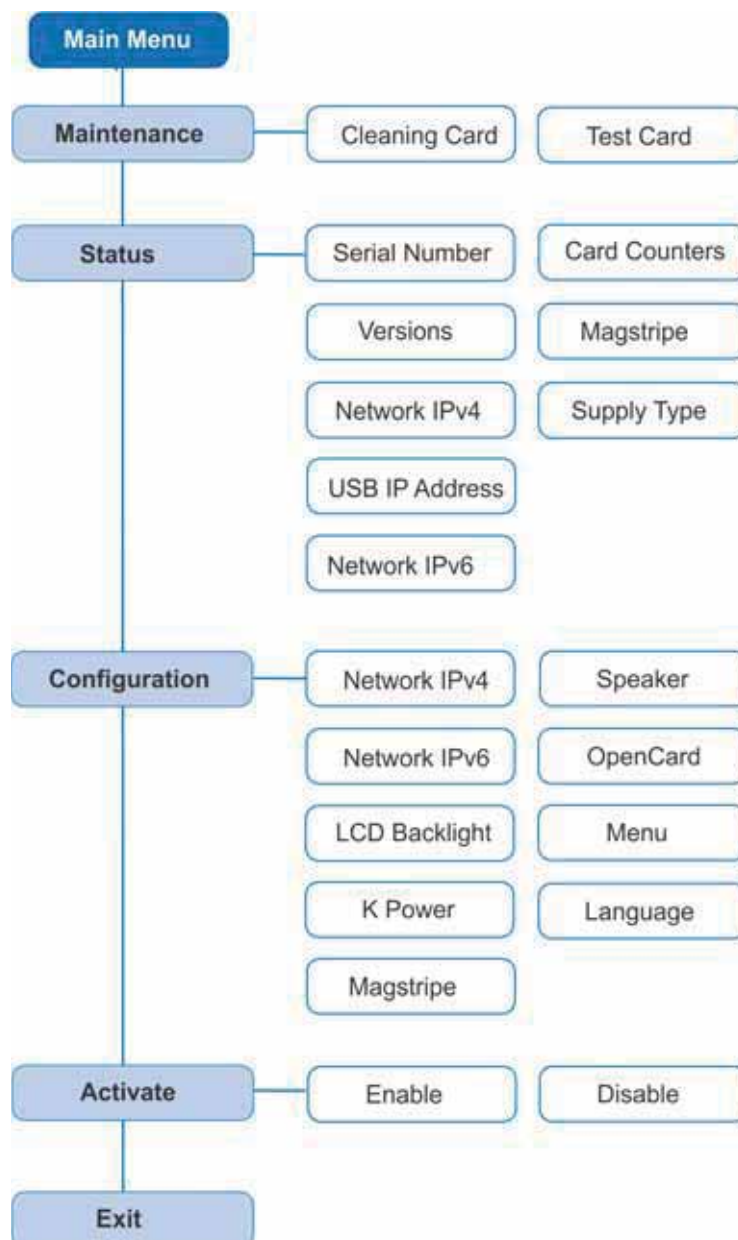 Main Menu
Maintenance
Cleaning Card
Test Card
Status
Serial Number
Card Counters
Versions
Magstripe
Network IPv4
Supply Type
USB IP Address
Network IPv6
Configuration
Network IPv4
Speaker
Network IPv6
OpenCard
LCD Backlight
Menu
K Power
Language
Magstripe
Activate
Enable
Disable
Exit